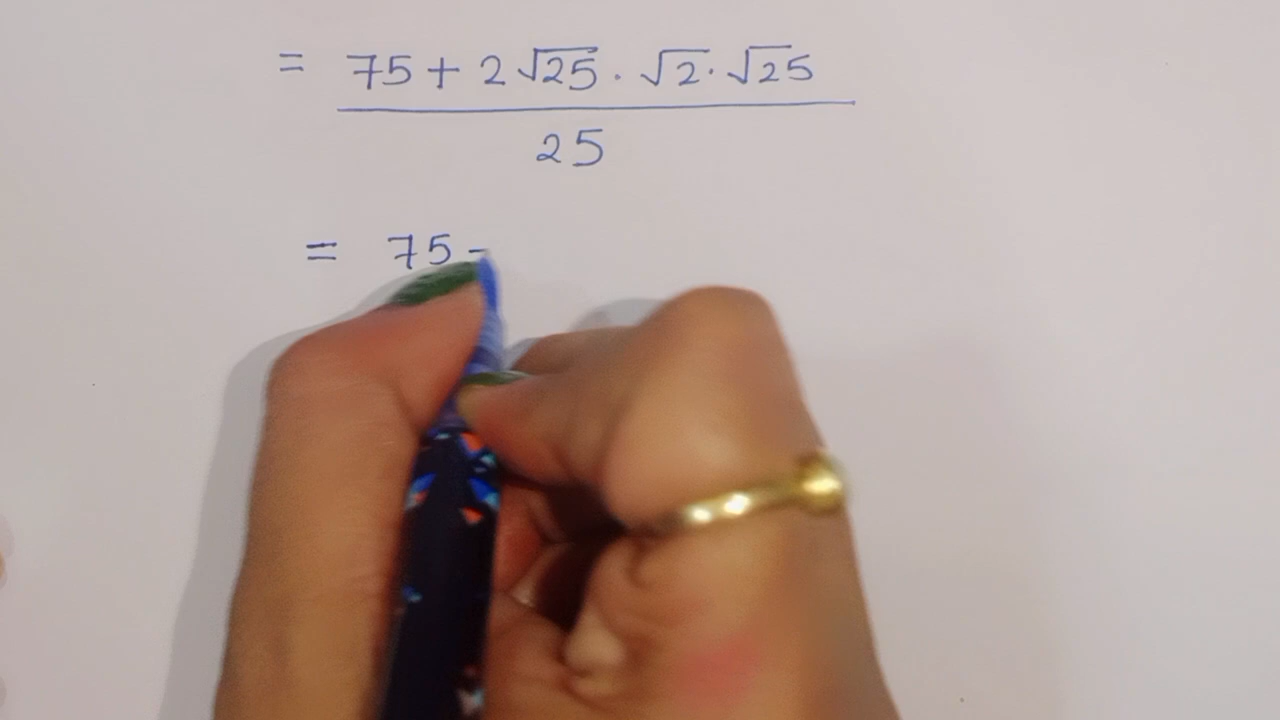 = 75 + 2√25 · √2 · √25
25
= 75 -